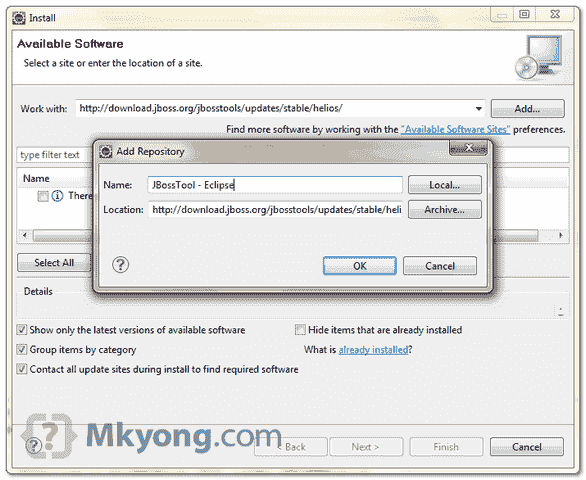 Install
Available Software
Select a site or enter the location of a site.
Work with: http://download.jboss.org/jbosstools/updates/stable/helios/ Add...
Find more software by working with the "Available Software Sites" preferences.
type filter text
Add Repository
Name
Name: JBossTool - Eclipse Local...
There
Location: http://download.jboss.org/jbosstools/updates/stable/heli Archive...
Select All
? OK Cancel
Details
Show only the latest versions of available software Hide items that are already installed
Group items by category What is already installed?
Contact all update sites during install to find required software
Mkyong.com
? < Back Next > Finish Cancel